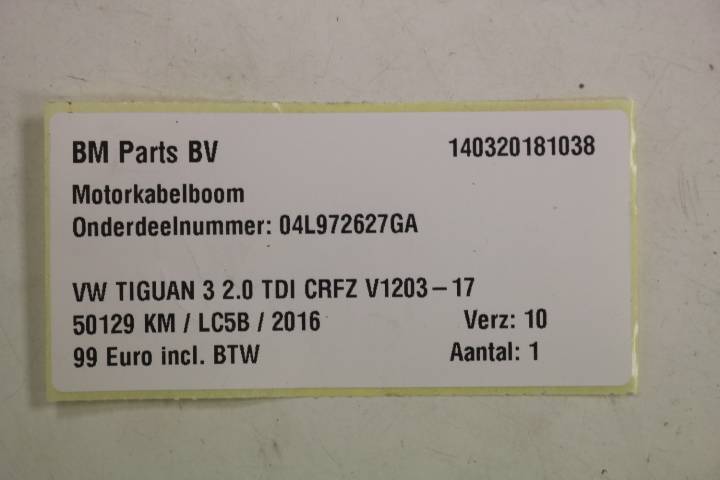 BM Parts BV 140320181038
Motorkabelboom
Onderdeelnummer: 04L972627GA
VW TIGUAN 3 2.0 TDI CRFZ V1203-17
50129 KM / LC5B / 2016 Verz: 10
99 Euro incl. BTW Aantal: 1